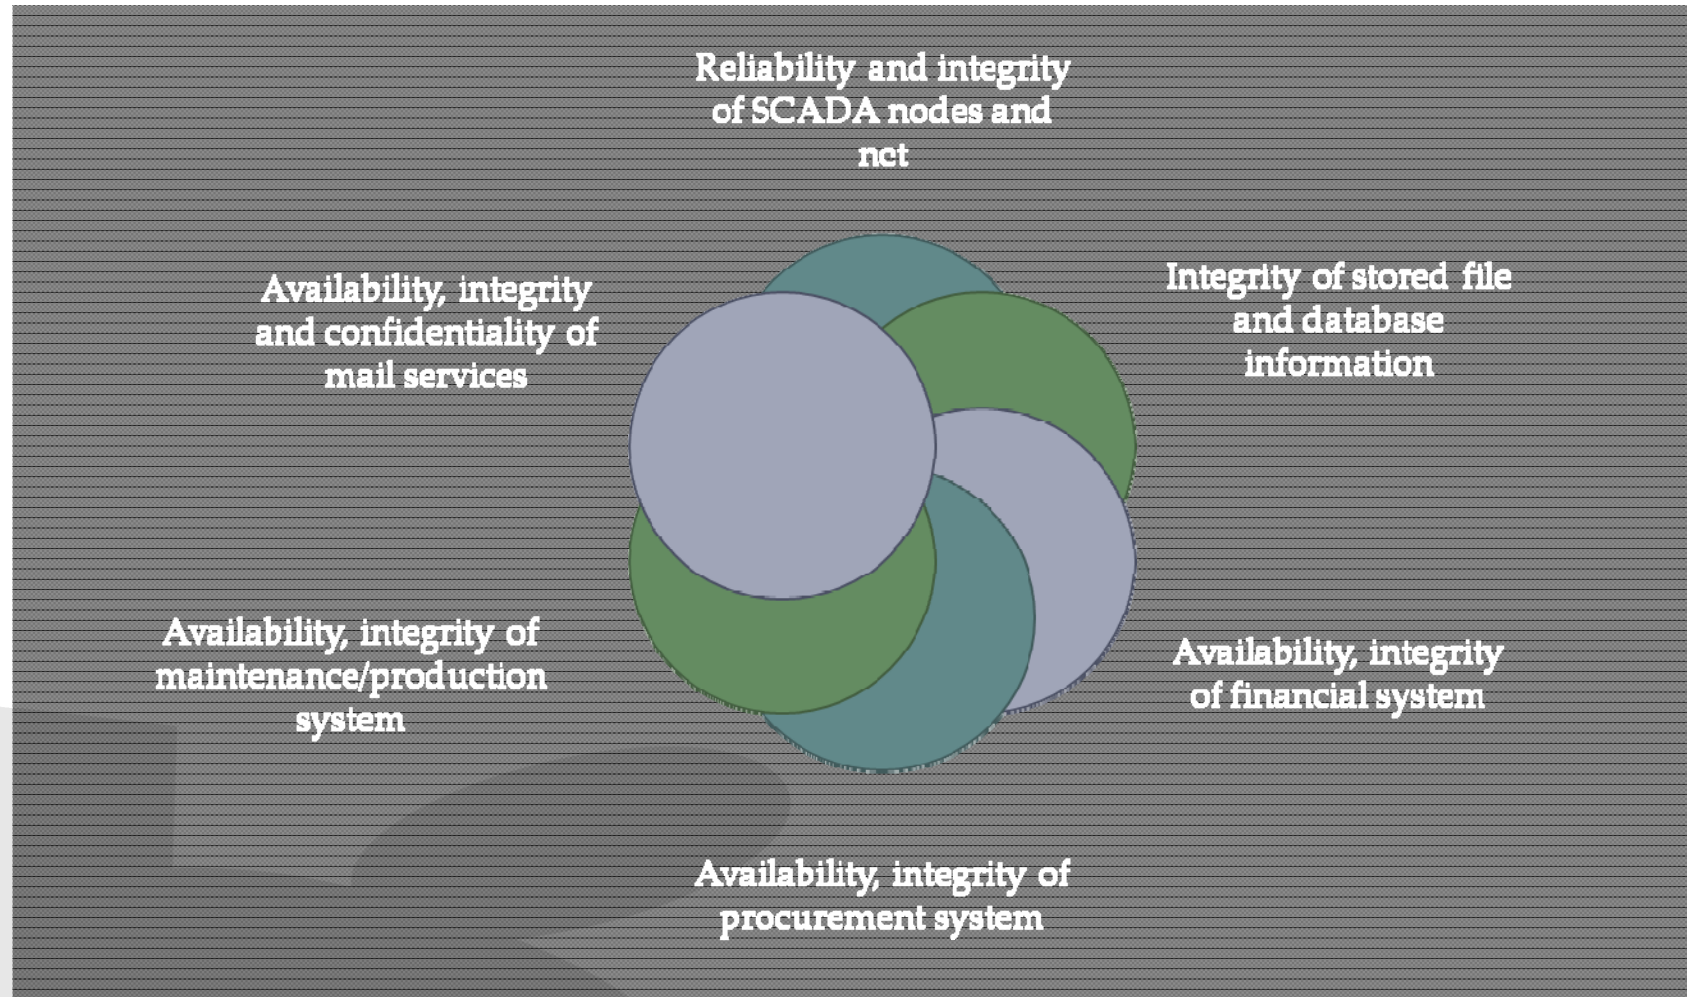 Reliability and integrity
of SCADA nodes and
nct
Integrity of stored file
and database
information
Availability, integrity
of financial system
Availability, integrity of
procurement system
Availability, integrity of
maintenance/production
system
Availability, integrity
and confidentiality of
mail services